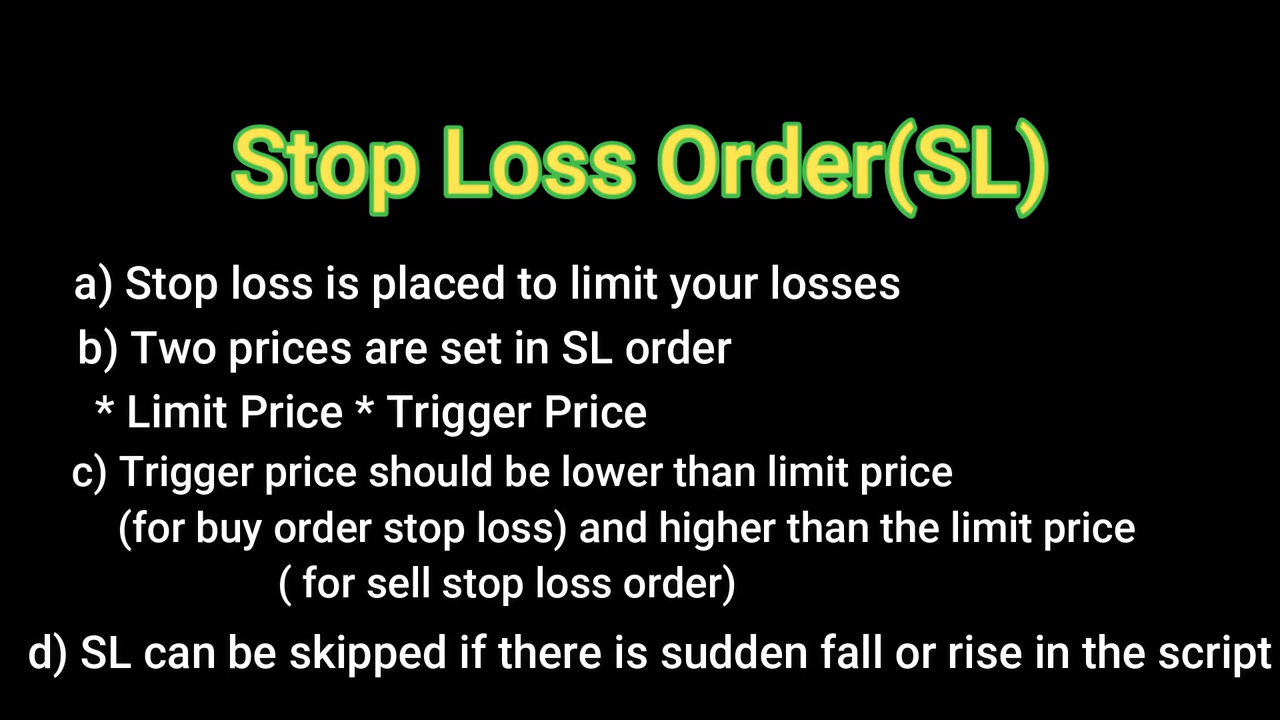 Stop Loss Order(SL)
a) Stop loss is placed to limit your losses
b) Two prices are set in SL order
* Limit Price * Trigger Price
c) Trigger price should be lower than limit price
(for buy order stop loss) and higher than the limit price
( for sell stop loss order)
d) SL can be skipped if there is sudden fall or rise in the script